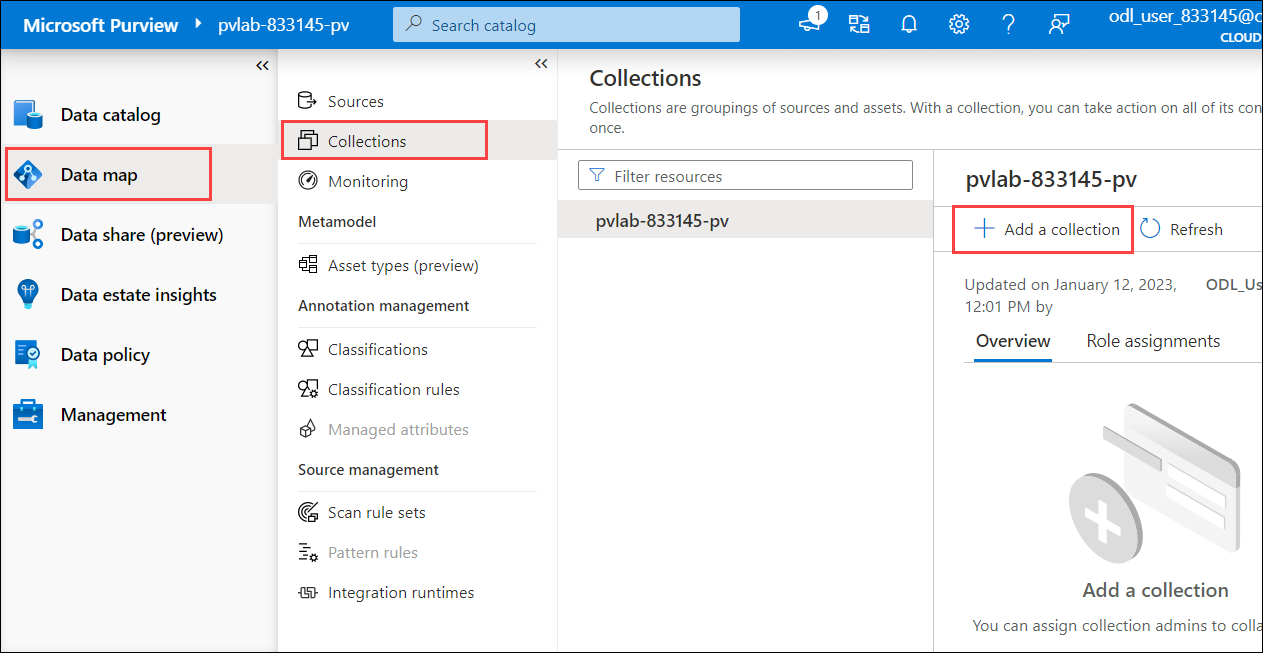 Microsoft Purview
pvlab-833145-pv
Search catalog
1
odl_user_833145@c
CLOUD
Data catalog
Data map
Data share (preview)
Data estate insights
Data policy
Management
Sources
Collections
Monitoring
Metamodel
Asset types (preview)
Annotation management
Classifications
Classification rules
Managed attributes
Source management
Scan rule sets
Pattern rules
Integration runtimes
Collections
Collections are groupings of sources and assets. With a collection, you can take action on all of its con
once.
Filter resources
pvlab-833145-pv
pvlab-833145-pv
Add a collection
Refresh
Updated on January 12, 2023, ODL_Us
12:01 PM by
Overview
Role assignments
Add a collection
You can assign collection admins to colla